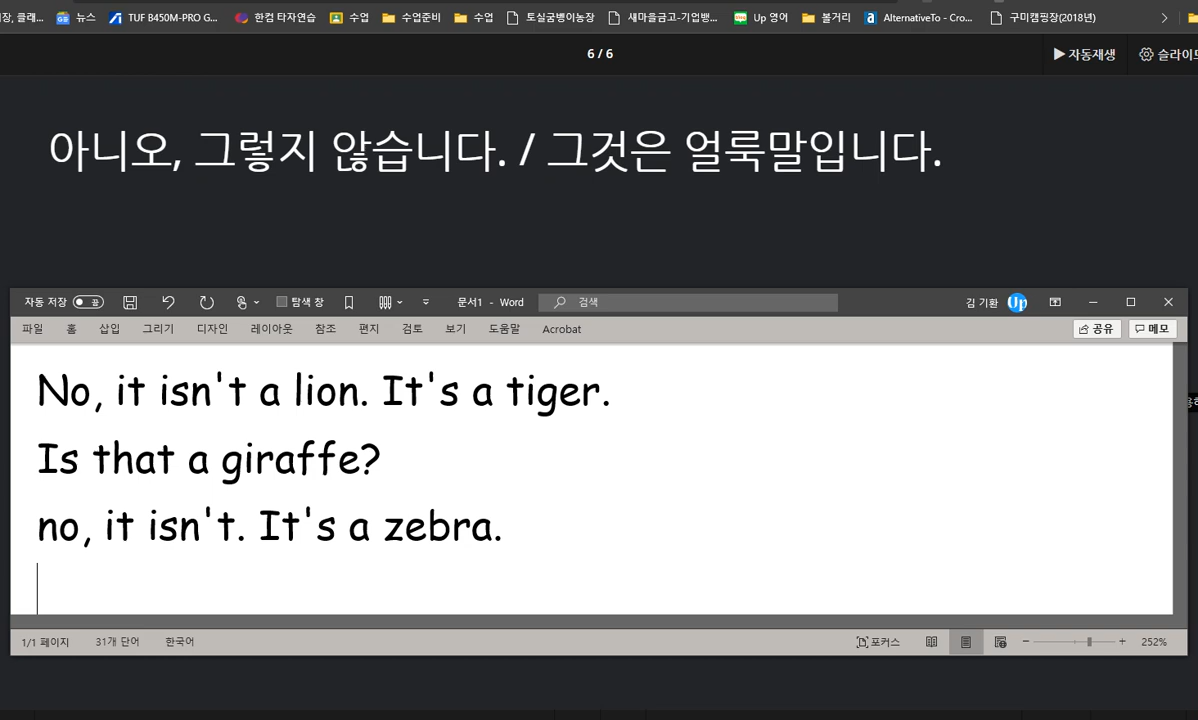 장, 클래... 뉴스 TUF B450M-PRO G... 한컴 타자연습 수업 수업준비 수업 토실굼벵이농장 새마을금고-기업뱅... Up 영어 볼거리 AlternativeTo - Cro... 구미캠핑장(2018년)
6 / 6 자동재생 슬라이드
아니오, 그렇지 않습니다. / 그것은 얼룩말입니다.
자동 저장 끔 탐색 창 문서1 - Word 검색 김 기환 Up
파일 홈 삽입 그리기 디자인 레이아웃 참조 편지 검토 보기 도움말 Acrobat 공유 메모
No, it isn't a lion. It's a tiger.
Is that a giraffe?
no, it isn't. It's a zebra.
1/1 페이지 31개 단어 한국어 포커스 252%